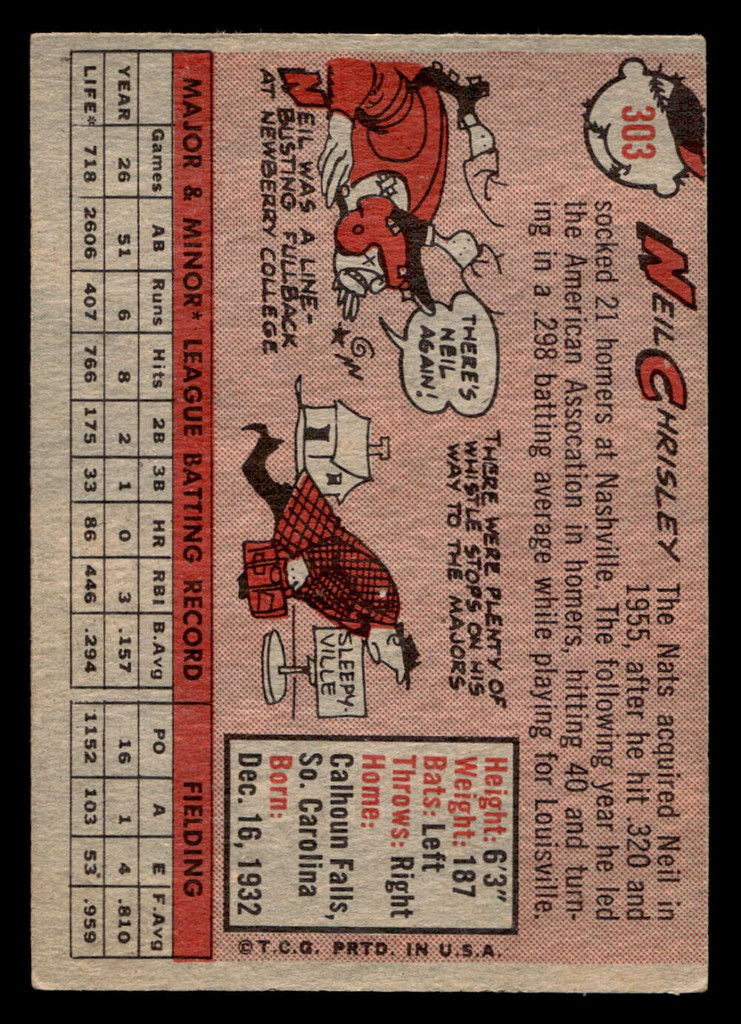 303
NEIL CHRISLEY The Nats acquired Neil in
1955, after he hit .320 and
socked 21 homers at Nashville. The following year he led
the American Assocation in homers, hitting 40 and turn-
ing in a .298 batting average while playing for Louisville.
THERE'S
NEIL
AGAIN!
NEIL WAS A LINE-
BUSTING FULLBACK
AT NEWBERRY COLLEGE
THERE WERE PLENTY OF
WHISTLE STOPS ON HIS
WAY TO THE MAJORS
SLEEPY-
VILLE
Height: 6'3"
Weight: 187
Bats: Left
Throws: Right
Home:
Calhoun Falls,
So. Carolina
Born:
Dec. 16, 1932
© T.C.G. PRTD. IN U.S.A.
MAJOR & MINOR* LEAGUE BATTING RECORD FIELDING
Games AB Runs Hits 2B 3B HR RBI B.Avg PO A E F.Avg
YEAR 26 51 6 8 2 1 0 3 .157 16 1 4 .810
LIFE* 718 2606 407 766 175 33 86 446 .294 1152 103 53 .959